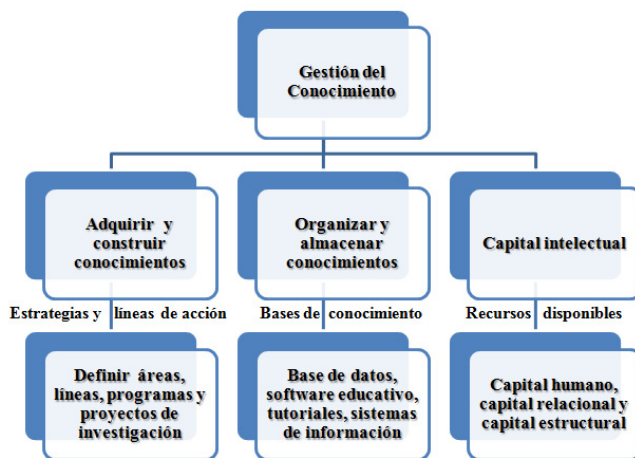 Gestión del
Conocimiento
Adquirir y
construir
conocimientos
Organizar y
almacenar
conocimientos
Capital intelectual
Estrategias y líneas de acción
Bases de conocimiento
Recursos disponibles
Definir áreas,
líneas, programas y
proyectos de
investigación
Base de datos,
software educativo,
tutoriales, sistemas
de información
Capital humano,
capital relacional y
capital estructural